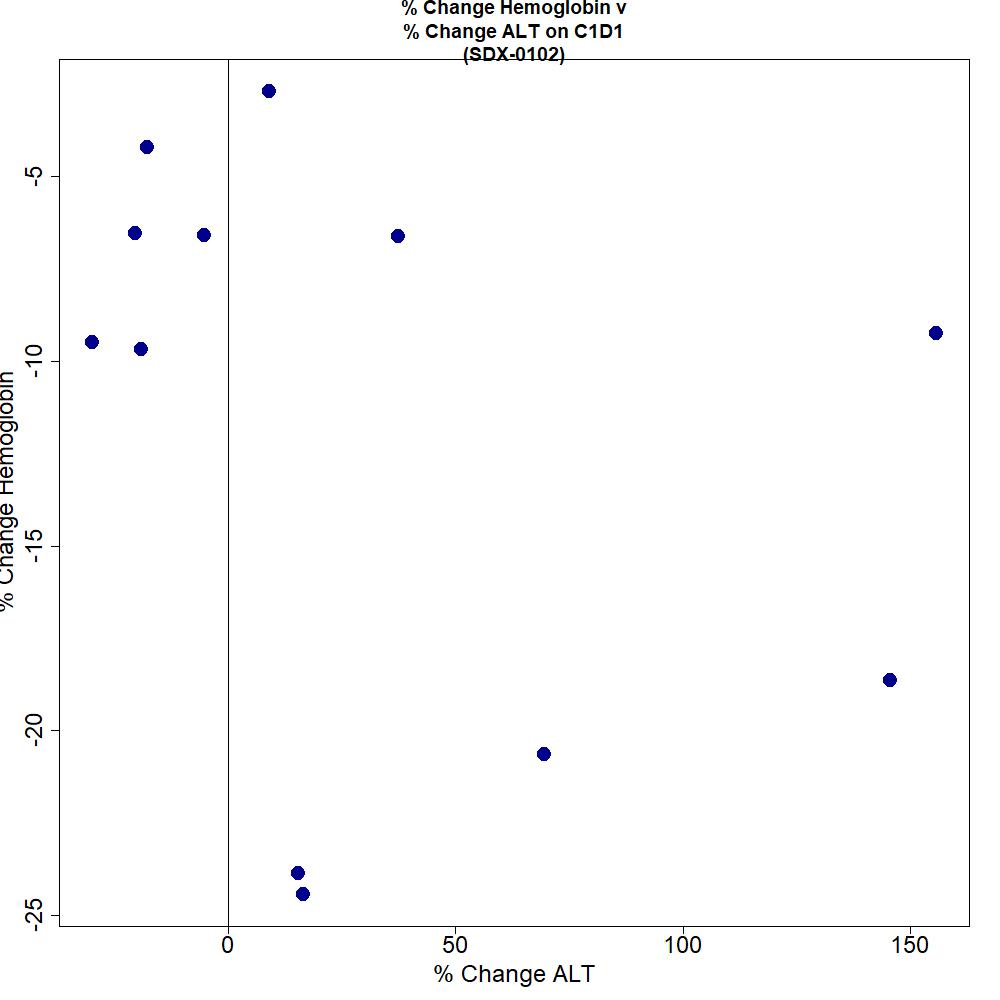 % Change Hemoglobin v
% Change ALT on C1D1
(SDX-0102)
-5
-10
-15
-20
-25
% Change Hemoglobin
0
50
100
150
% Change ALT